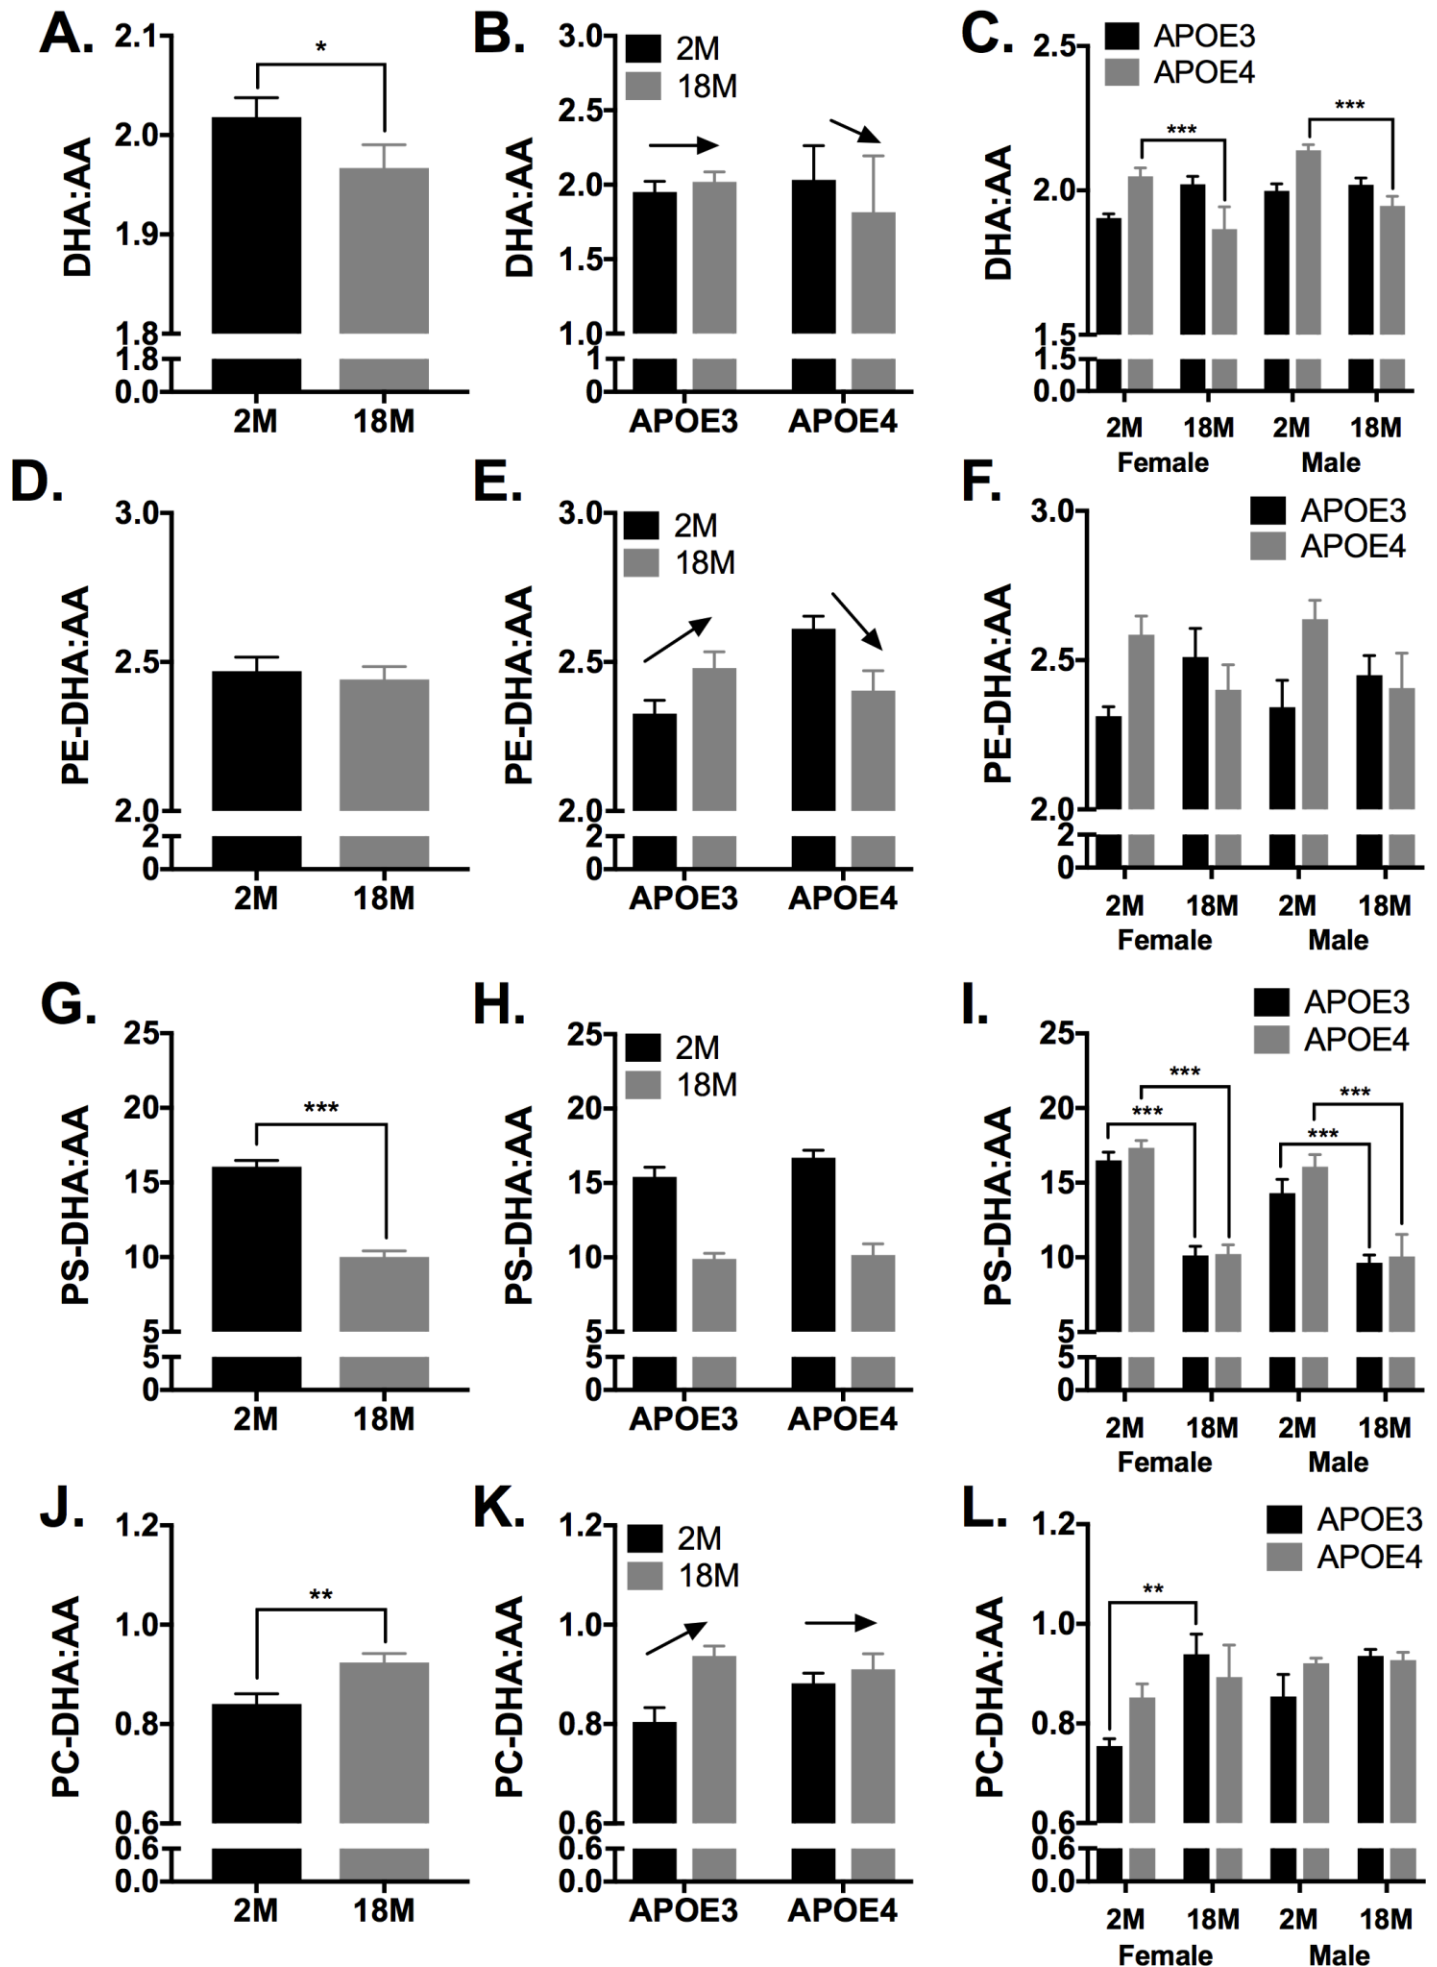 A.
DHA:AA
2.1
2.0
1.9
1.8
1.8
0.0
*
2M 18M
B.
DHA:AA
3.0
2.5
2.0
1.5
1.0
1
0
2M
18M
APOE3 APOE4
C.
DHA:AA
2.5
2.0
1.5
1.5
0.0
APOE3
APOE4
*** ***
2M 18M 2M 18M
Female Male
D.
PE-DHA:AA
3.0
2.5
2.0
2
0
2M 18M
E.
PE-DHA:AA
3.0
2.5
2.0
2
0
2M
18M
APOE3 APOE4
F.
PE-DHA:AA
3.0
2.5
2.0
2
0
APOE3
APOE4
2M 18M 2M 18M
Female Male
G.
PS-DHA:AA
25
20
15
10
5
5
0
***
2M 18M
H.
PS-DHA:AA
25
20
15
10
5
5
0
2M
18M
APOE3 APOE4
I.
PS-DHA:AA
25
20
15
10
5
5
0
APOE3
APOE4
***
***
***
***
2M 18M 2M 18M
Female Male
J.
PC-DHA:AA
1.2
1.0
0.8
0.6
0.6
0.0
**
2M 18M
K.
PC-DHA:AA
1.2
1.0
0.8
0.6
0.6
0.0
2M
18M
APOE3 APOE4
L.
PC-DHA:AA
1.2
1.0
0.8
0.6
0.6
0.0
APOE3
APOE4
**
2M 18M 2M 18M
Female Male